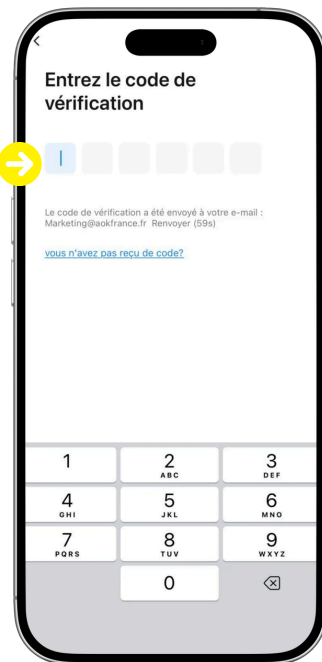 Entrez le code de
vérification
Le code de vérification a été envoyé à votre e-mail :
Marketing@aokfrance.fr Renvoyer (59s)
vous n'avez pas reçu de code?
1 2 3
ABC DEF
4 5 6
GHI JKL MNO
7 8 9
PQRS TUV WXYZ
0